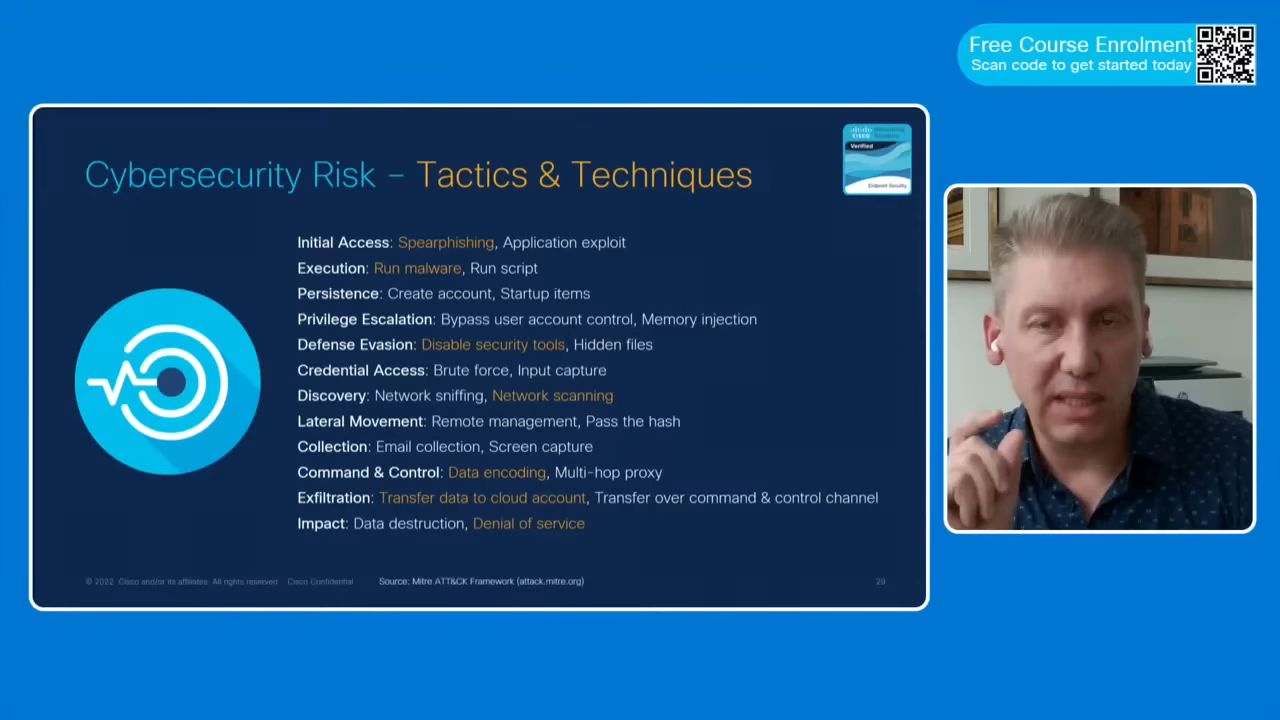 Free Course Enrolment
Scan code to get started today
Cybersecurity Risk – Tactics & Techniques
CISCO
Verified
Endpoint Security
Initial Access: Spearphishing, Application exploit
Execution: Run malware, Run script
Persistence: Create account, Startup items
Privilege Escalation: Bypass user account control, Memory injection
Defense Evasion: Disable security tools, Hidden files
Credential Access: Brute force, Input capture
Discovery: Network sniffing, Network scanning
Lateral Movement: Remote management, Pass the hash
Collection: Email collection, Screen capture
Command & Control: Data encoding, Multi-hop proxy
Exfiltration: Transfer data to cloud account, Transfer over command & control channel
Impact: Data destruction, Denial of service
© 2022 Cisco and/or its affiliates. All rights reserved Cisco Confidential Source: Mitre ATT&CK Framework (attack.mitre.org) 29